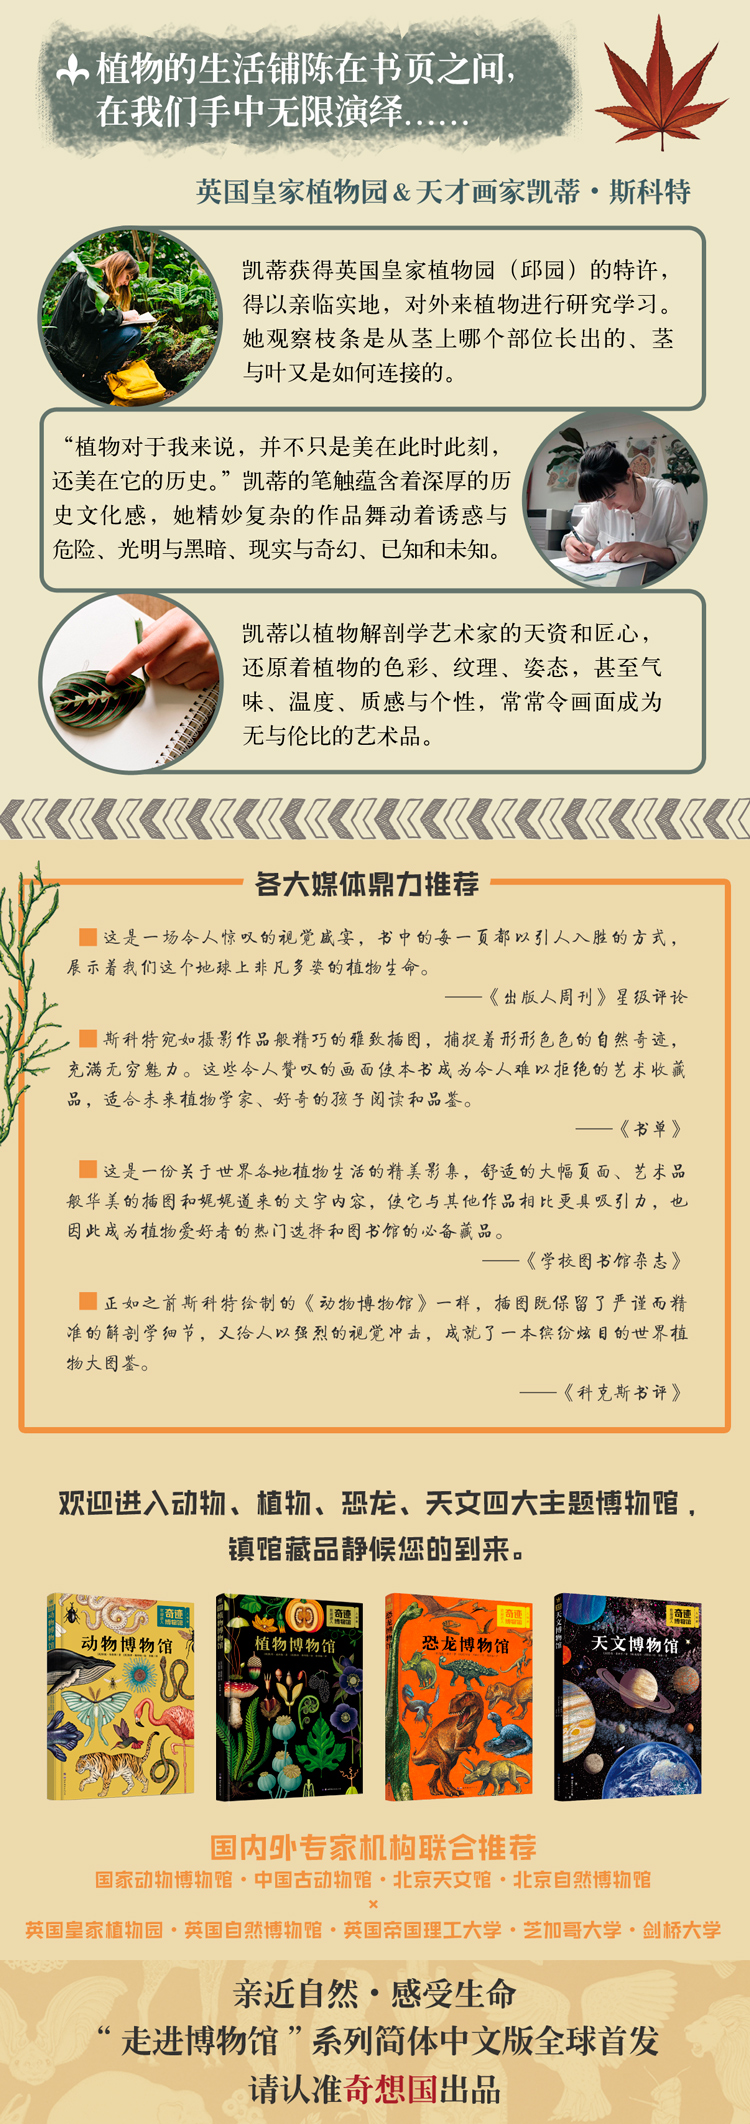 植物的生活铺陈在书页之间，
在我们手中无限演绎……
英国皇家植物园＆天才画家凯蒂·斯科特
凯蒂获得英国皇家植物园（邱园）的特许，
得以亲临实地，对外来植物进行研究学习。
她观察枝条是从茎上哪个部位长出的、茎
与叶又是如何连接的。
“植物对于我来说，并不只是美在此时此刻，
还美在它的历史。”凯蒂的笔触蕴含着深厚的历
史文化感，她精妙复杂的作品舞动着诱惑与
危险、光明与黑暗、现实与奇幻、已知和未知。
凯蒂以植物解剖学艺术家的天资和匠心，
还原着植物的色彩、纹理、姿态，甚至气
味、温度、质感与个性，常常令画面成为
无与伦比的艺术品。
各大媒体鼎力推荐
这是一场令人惊叹的视觉盛宴，书中的每一页都以引人入胜的方式，
展示着我们这个地球上非凡多姿的植物生命。
——《出版人周刊》星级评论
斯科特宛如摄影作品般精巧的雅致插图，捕捉着形形色色的自然奇迹，
充满无穷魅力。这些令人赞叹的画面使本书成为令人难以拒绝的艺术收藏
品，适合未来植物学家、好奇的孩子阅读和品鉴。
——《书单》
这是一份关于世界各地植物生活的精美影集，舒适的大幅页面、艺术品
般华美的插图和娓娓道来的文字内容，使它与其他作品相比更具吸引力，也
因此成为植物爱好者的热门选择和图书馆的必备藏品。
——《学校图书馆杂志》
正如之前斯科特绘制的《动物博物馆》一样，插图既保留了严谨而精
准的解剖学细节，又给人以强烈的视觉冲击，成就了一本缤纷炫目的世界植
物大图鉴。
——《科克斯书评》
欢迎进入动物、植物、恐龙、天文四大主题博物馆，
镇馆藏品静候您的到来。
动物博物馆
奇迹
博物馆
动物博物馆
植物博物馆
奇迹
博物馆
植物博物馆
奇迹
博物馆
恐龙博物馆
天文博物馆
奇迹
博物馆
天文博物馆
国内外专家机构联合推荐
国家动物博物馆·中国古动物馆·北京天文馆·北京自然博物馆
×
英国皇家植物园·英国自然博物馆·英国帝国理工大学·芝加哥大学·剑桥大学
亲近自然·感受生命
“走进博物馆”系列简体中文版全球首发
请认准奇想国出品